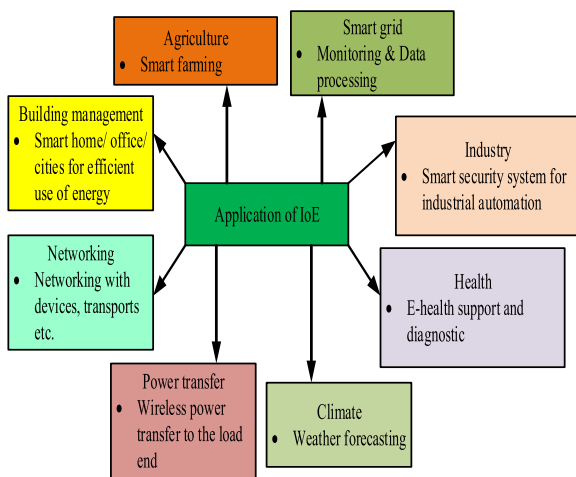 Agriculture
• Smart farming
Smart grid
• Monitoring & Data
processing
Building management
• Smart home/ office/
cities for efficient
use of energy
Industry
• Smart security system for
industrial automation
Application of IoE
Networking
• Networking with
devices, transports
etc.
Health
• E-health support and
diagnostic
Power transfer
• Wireless power
transfer to the load
end
Climate
• Weather forecasting